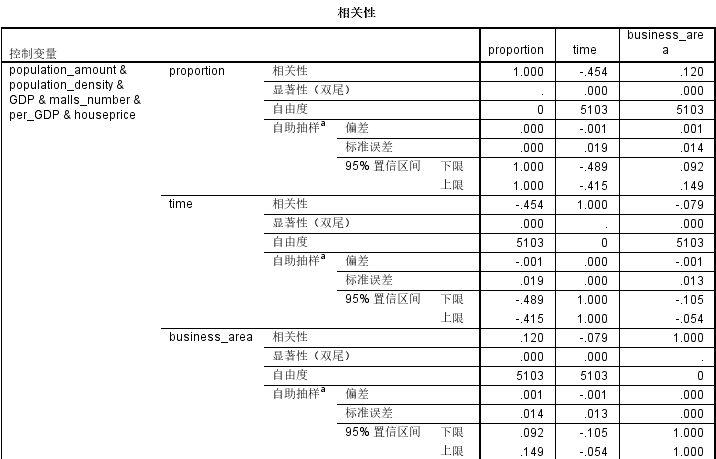 相关性
控制变量 proportion time business_are
a
population_amount & proportion 相关性 1.000 -.454 .120
population_density & 显著性（双尾） . .000 .000
GDP & malls_number & 自由度 0 5103 5103
per_GDP & houseprice 自助抽样a 偏差 .000 -.001 .001
标准误差 .000 .019 .014
95% 置信区间 下限 1.000 -.489 .092
上限 1.000 -.415 .149
time 相关性 -.454 1.000 -.079
显著性（双尾） .000 . .000
自由度 5103 0 5103
自助抽样a 偏差 -.001 .000 -.001
标准误差 .019 .000 .013
95% 置信区间 下限 -.489 1.000 -.105
上限 -.415 1.000 -.054
business_area 相关性 .120 -.079 1.000
显著性（双尾） .000 .000 .
自由度 5103 5103 0
自助抽样a 偏差 .001 -.001 .000
标准误差 .014 .013 .000
95% 置信区间 下限 .092 -.105 1.000
上限 .149 -.054 1.000